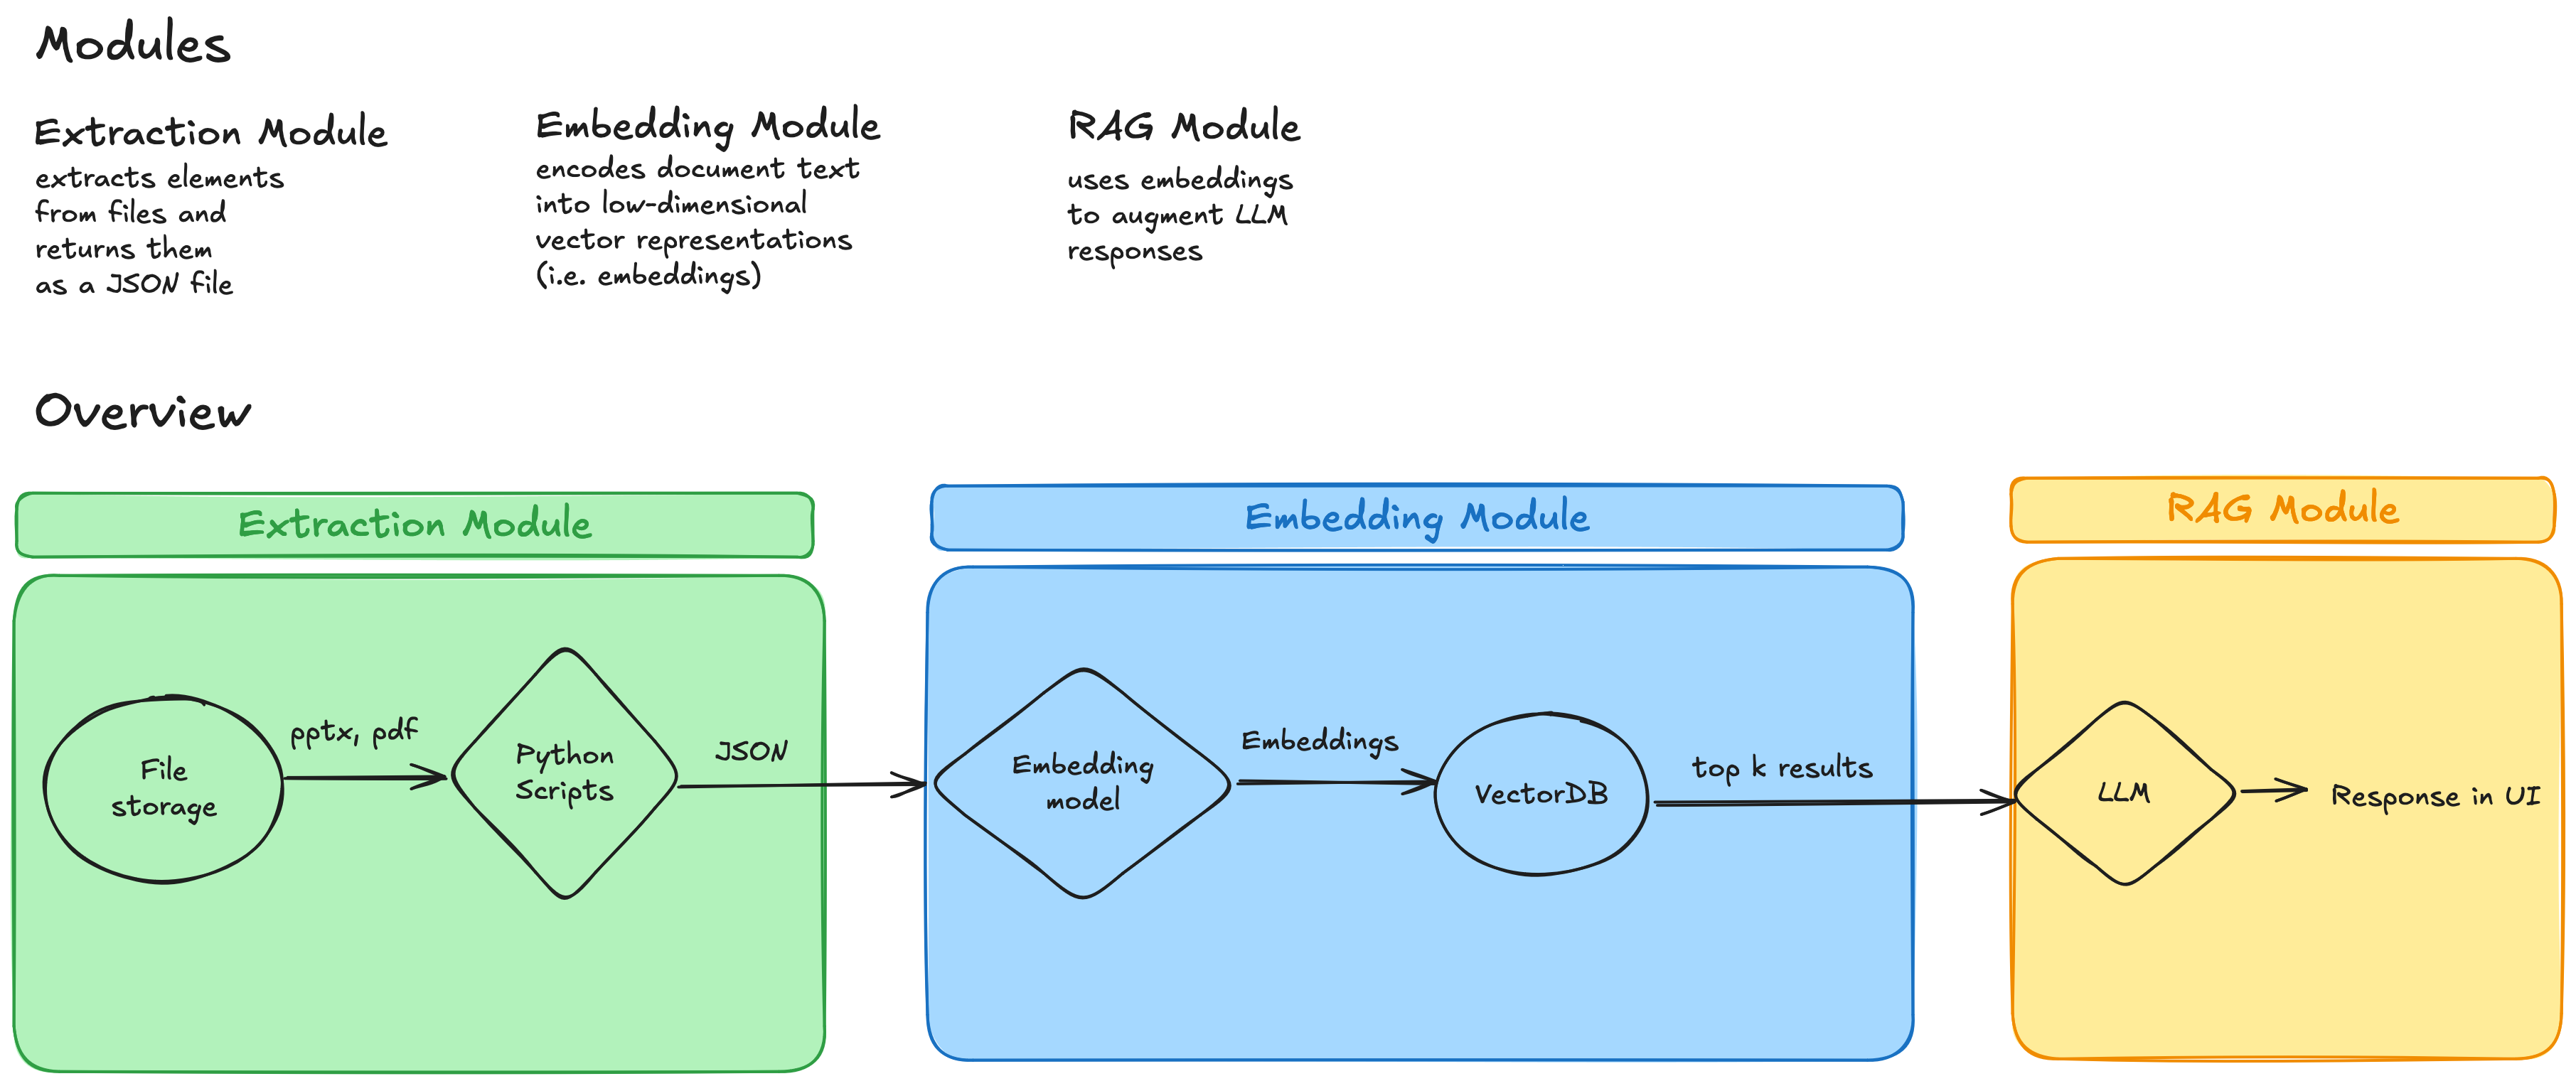 Modules
Extraction Module
extracts elements
from files and
returns them
as a JSON file
Embedding Module
encodes document text
into low-dimensional
vector representations
(i.e. embeddings)
RAG Module
uses embeddings
to augment LLM
responses
Overview
Extraction Module
File
storage
pptx, pdf
Python
Scripts
JSON
Embedding Module
Embedding
model
Embeddings
VectorDB
top k results
RAG Module
LLM
Response in UI